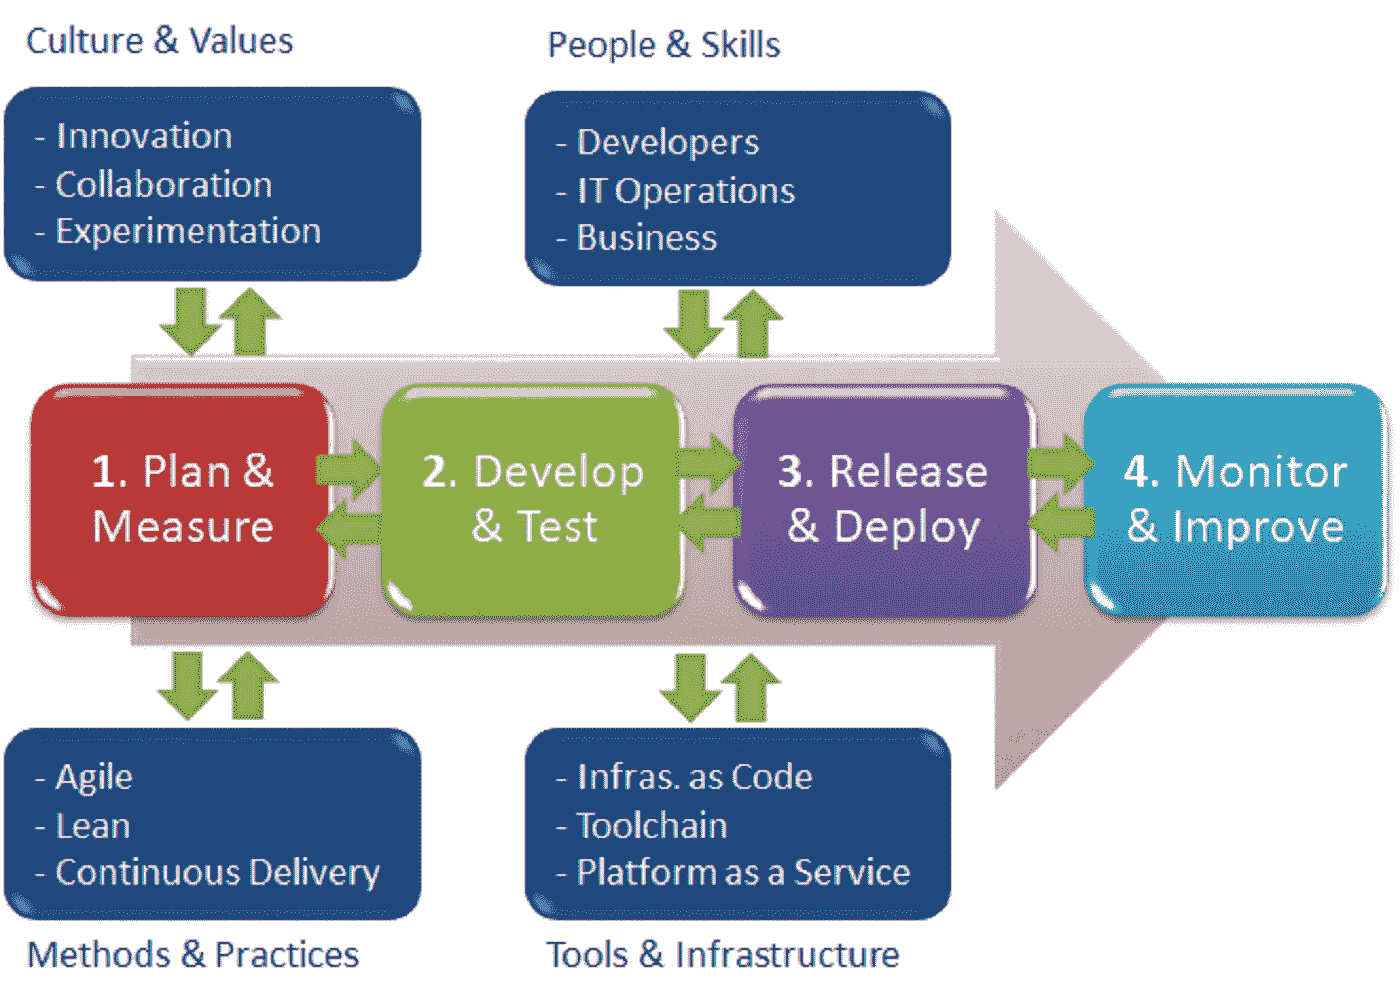 Culture & Values
- Innovation
- Collaboration
- Experimentation
People & Skills
- Developers
- IT Operations
- Business
1. Plan &
Measure
2. Develop
& Test
3. Release
& Deploy
4. Monitor
& Improve
- Agile
- Lean
- Continuous Delivery
Methods & Practices
- Infras. as Code
- Toolchain
- Platform as a Service
Tools & Infrastructure